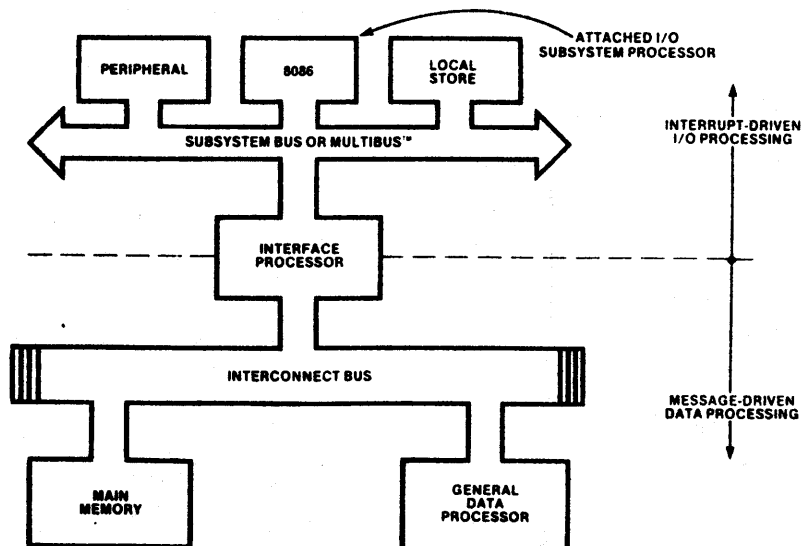 ATTACHED I/O
SUBSYSTEM PROCESSOR
PERIPHERAL
8086
LOCAL
STORE
INTERRUPT-DRIVEN
I/O PROCESSING
SUBSYSTEM BUS OR MULTIBUS™
INTERFACE
PROCESSOR
INTERCONNECT BUS
MESSAGE-DRIVEN
DATA PROCESSING
MAIN
MEMORY
GENERAL
DATA
PROCESSOR